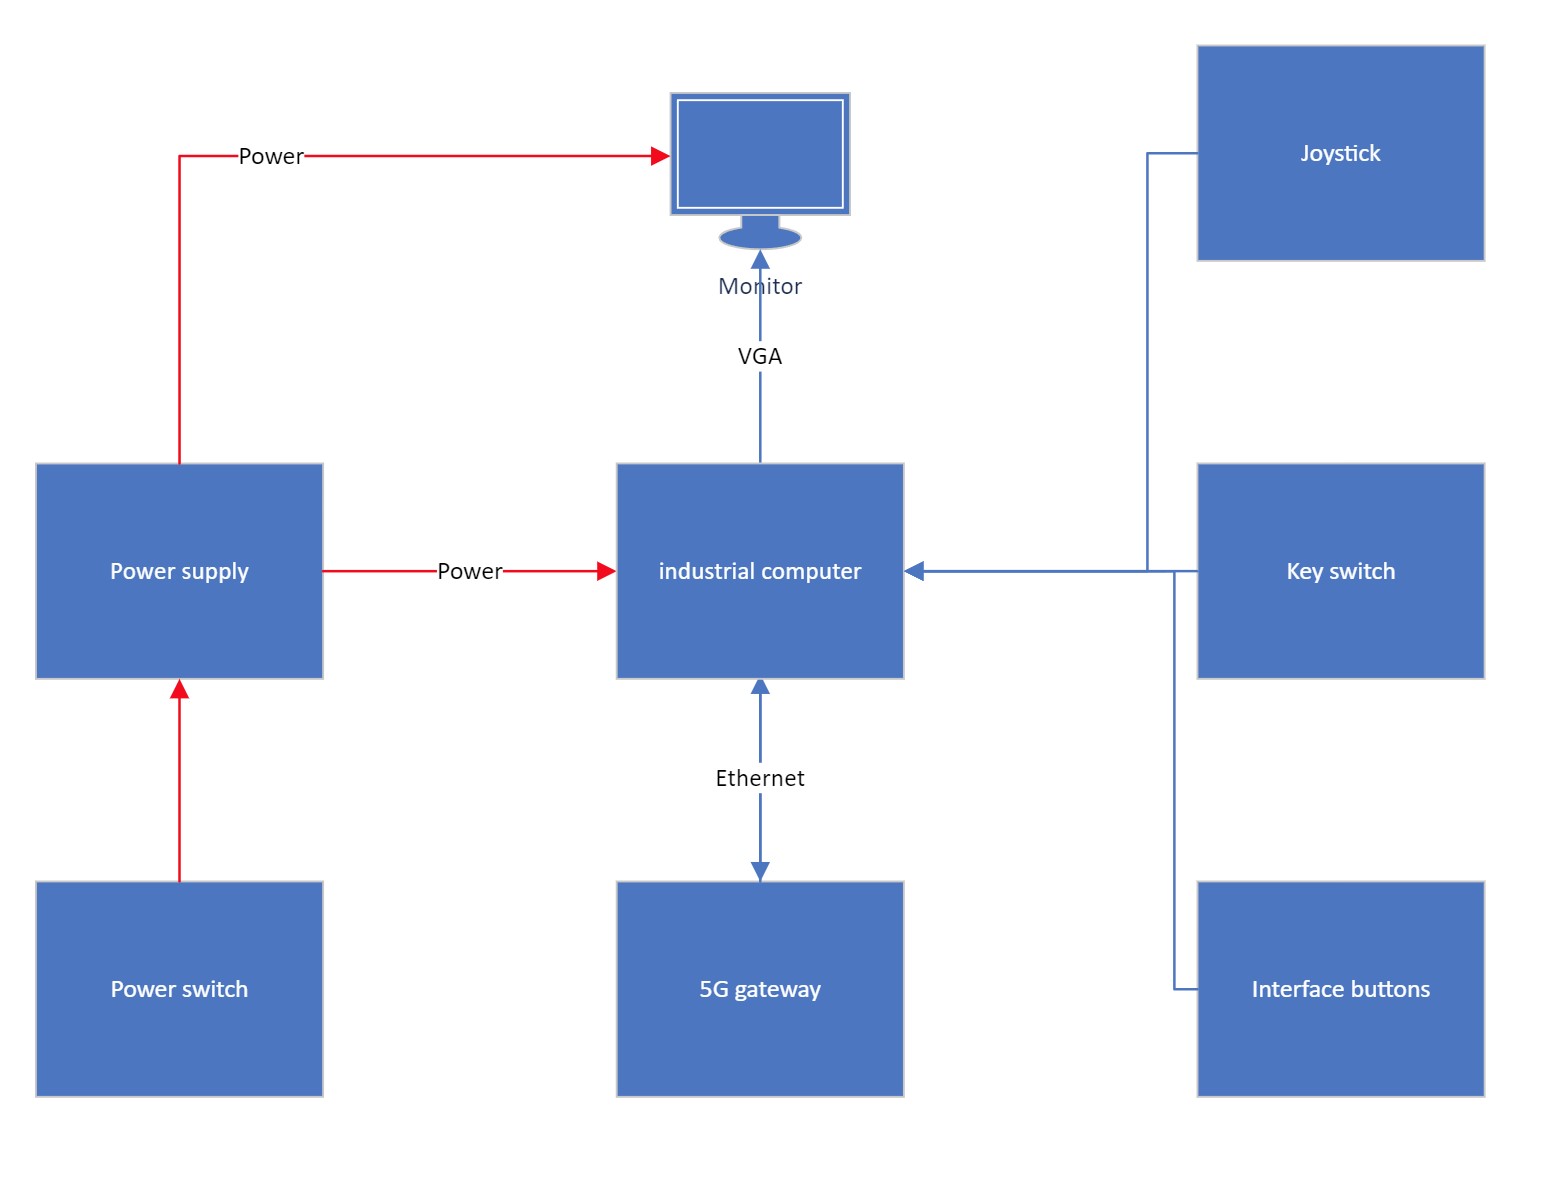 Joystick
Power
Monitor
VGA
Power supply
Power
industrial computer
Key switch
Ethernet
Power switch
5G gateway
Interface buttons